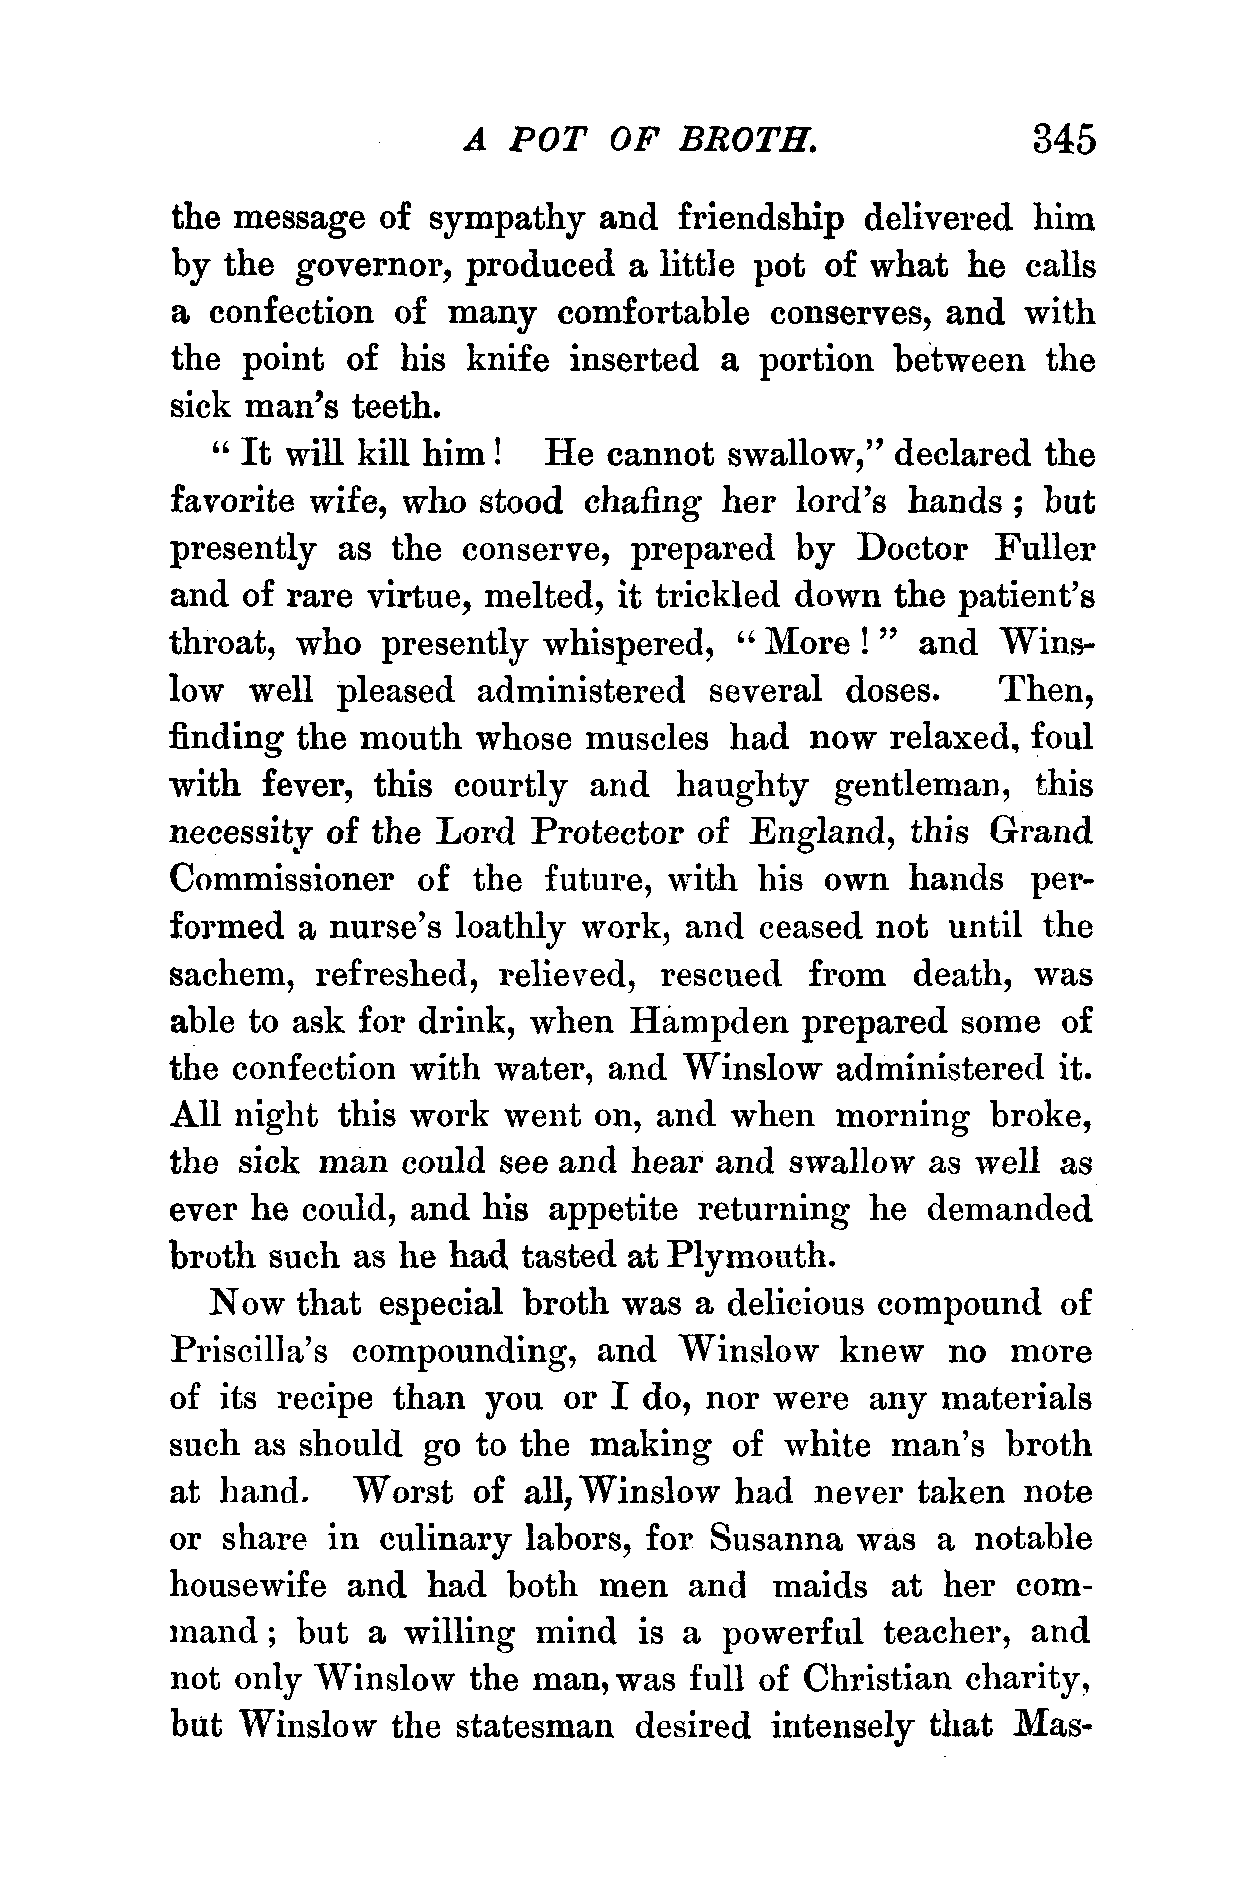 A POT OF BROTH. 345
the message of sympathy and friendship delivered him
by the governor, produced a little pot of what he calls
a confection of many comfortable conserves, and with
the point of his knife inserted a portion between the
sick man's teeth.
“ It will kill him ! He cannot swallow,” declared the
favorite wife, who stood chafing her lord's hands ; but
presently as the conserve, prepared by Doctor Fuller
and of rare virtue, melted, it trickled down the patient's
throat, who presently whispered, “ More ! ” and Wins-
low well pleased administered several doses. Then,
finding the mouth whose muscles had now relaxed, foul
with fever, this courtly and haughty gentleman, this
necessity of the Lord Protector of England, this Grand
Commissioner of the future, with his own hands per-
formed a nurse's loathly work, and ceased not until the
sachem, refreshed, relieved, rescued from death, was
able to ask for drink, when Hampden prepared some of
the confection with water, and Winslow administered it.
All night this work went on, and when morning broke,
the sick man could see and hear and swallow as well as
ever he could, and his appetite returning he demanded
broth such as he had tasted at Plymouth.
Now that especial broth was a delicious compound of
Priscilla's compounding, and Winslow knew no more
of its recipe than you or I do, nor were any materials
such as should go to the making of white man's broth
at hand. Worst of all, Winslow had never taken note
or share in culinary labors, for Susanna was a notable
housewife and had both men and maids at her com-
mand ; but a willing mind is a powerful teacher, and
not only Winslow the man, was full of Christian charity,
but Winslow the statesman desired intensely that Mas-